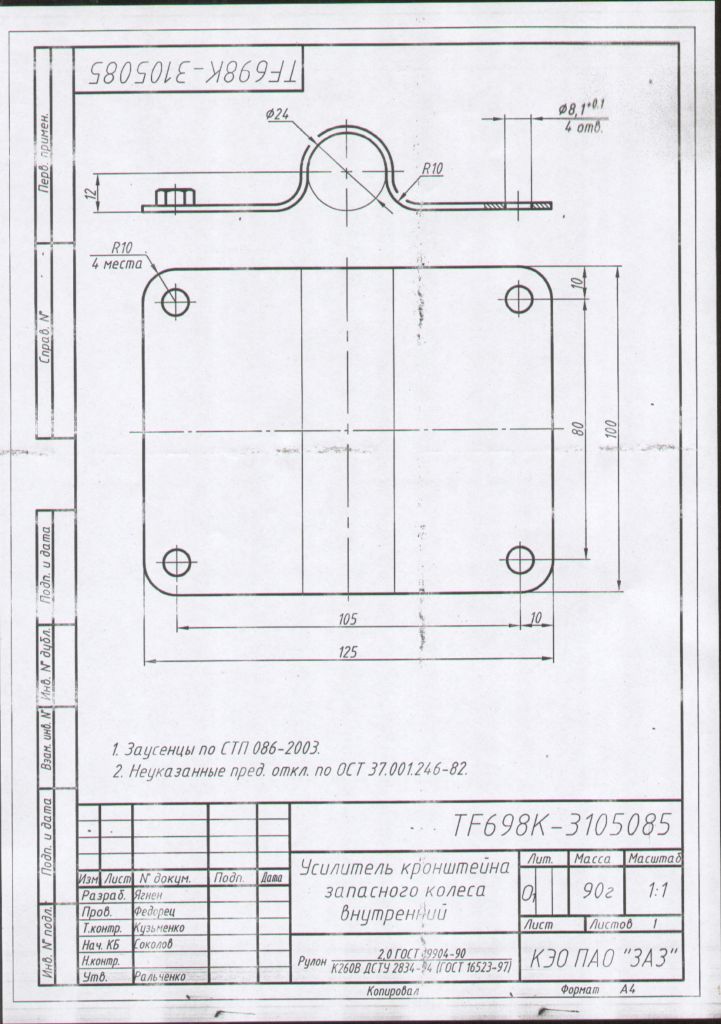 TF698K-3105085
Перв. примен.
Справ. N°
Подп. и дата
Инв. N° дубл.
Взам. инв. N°
Подп. и дата
Инв. N° подл.
Ø24
Ø8,1+0.1
4 отв.
12
R10
R10
4 места
10
80
100
105
10
125
1. Заусенцы по СТП 086-2003.
2. Неуказанные пред. откл. по ОСТ 37.001.246-82.
TF698K-3105085
Изм. Лист N° докум. Подп. Дата
Разраб. Ягнен
Пров. Федорец
Т.контр. Кузьменко
Нач. КБ Соколов
Н.контр.
Утв. Ральченко
Усилитель кронштейна
запасного колеса
внутренний
Лит. Масса Масштаб
О1 90г 1:1
Лист Листов 1
Рулон 2,0 ГОСТ 19904-90
К260В ДСТУ 2834-94 (ГОСТ 16523-97)
КЭО ПАО "ЗАЗ"
Копировал Формат А4